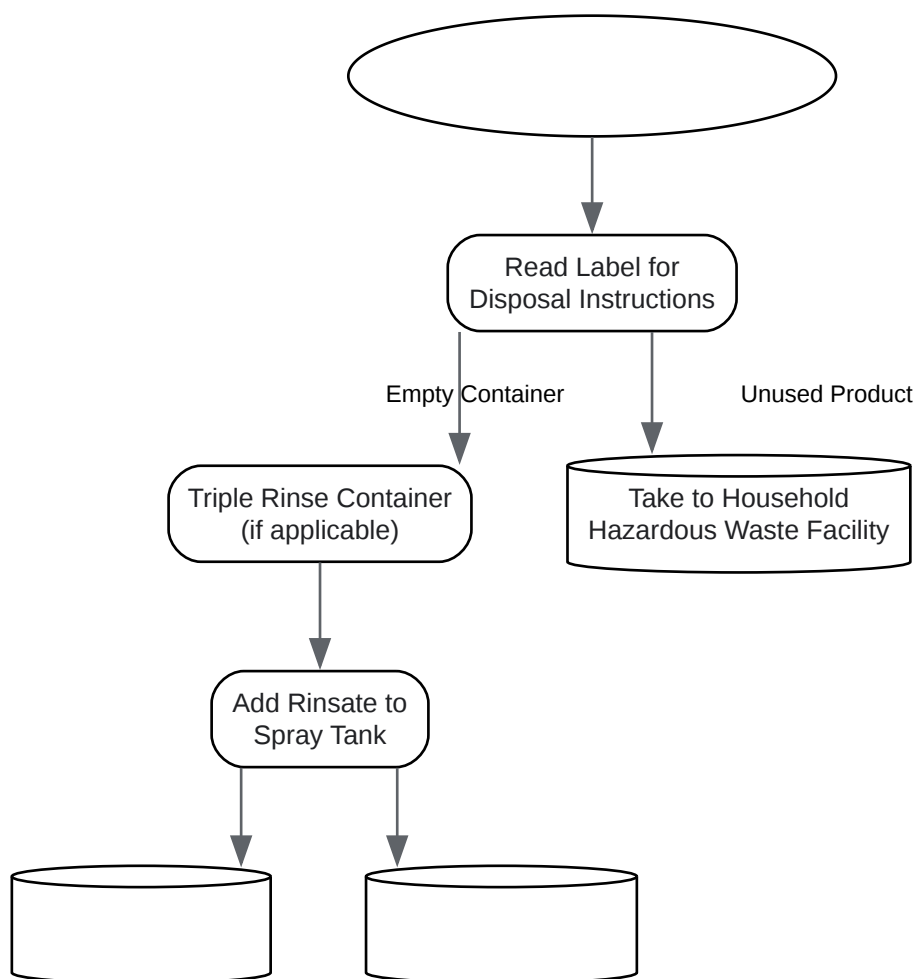 Read Label for
Disposal Instructions
Empty Container
Unused Product
Triple Rinse Container
(if applicable)
Take to Household
Hazardous Waste Facility
Add Rinsate to
Spray Tank